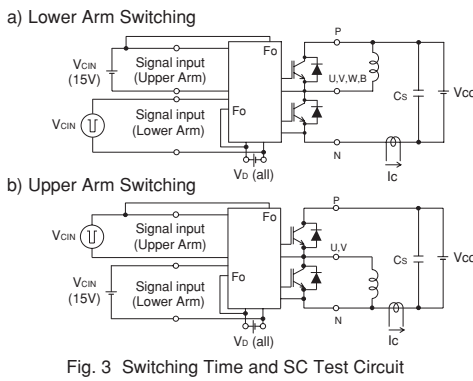 a) Lower Arm Switching
Fo
P
VCIN
(15V)
Signal input
(Upper Arm)
U,V,W,B
CS
VCC
VCIN
Signal input
(Lower Arm)
Fo
N
VD (all)
Ic
b) Upper Arm Switching
Fo
P
VCIN
Signal input
(Upper Arm)
U,V
CS
VCC
VCIN
(15V)
Signal input
(Lower Arm)
Fo
N
VD (all)
Ic
Fig. 3 Switching Time and SC Test Circuit